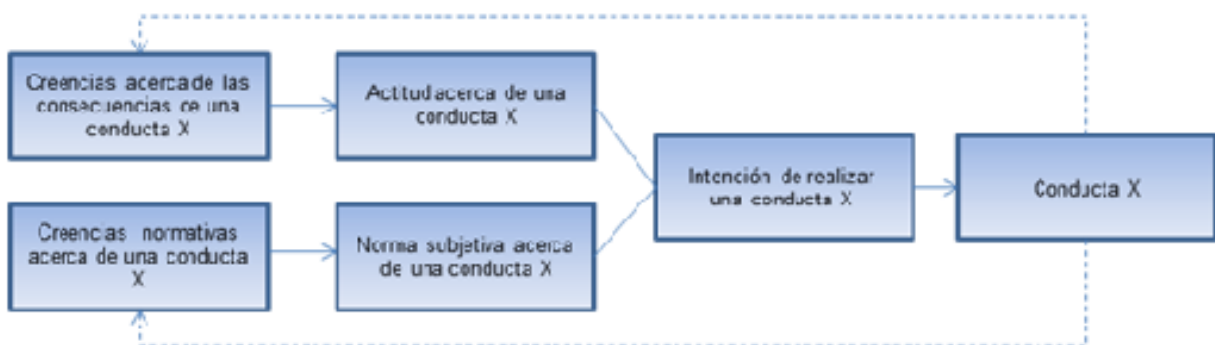 Creencias acerca de las
consecuencias de una
conducta X
Actitud acerca de una
conducta X
Creencias normativas
acerca de una conducta
X
Norma subjetiva acerca
de una conducta X
Intención de realizar
una conducta X
Conducta X